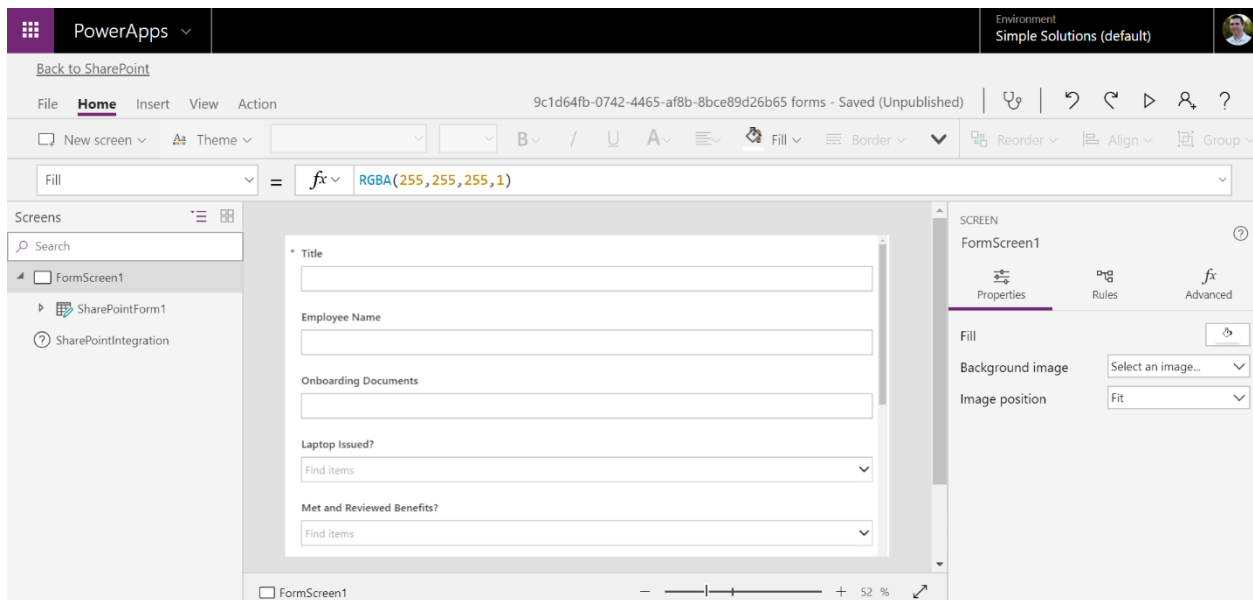 PowerApps
Environment
Simple Solutions (default)
Back to SharePoint
File Home Insert View Action
9c1d64fb-0742-4465-af8b-8bce89d26b65 forms - Saved (Unpublished)
New screen Theme B / U A Fill Border Reorder Align Group
Fill = fx RGBA(255,255,255,1)
Screens
Search
FormScreen1
SharePointForm1
SharePointIntegration
* Title
Employee Name
Onboarding Documents
Laptop Issued?
Find items
Met and Reviewed Benefits?
Find items
FormScreen1
52 %
SCREEN
FormScreen1
Properties Rules Advanced
Fill
Background image Select an image...
Image position Fit